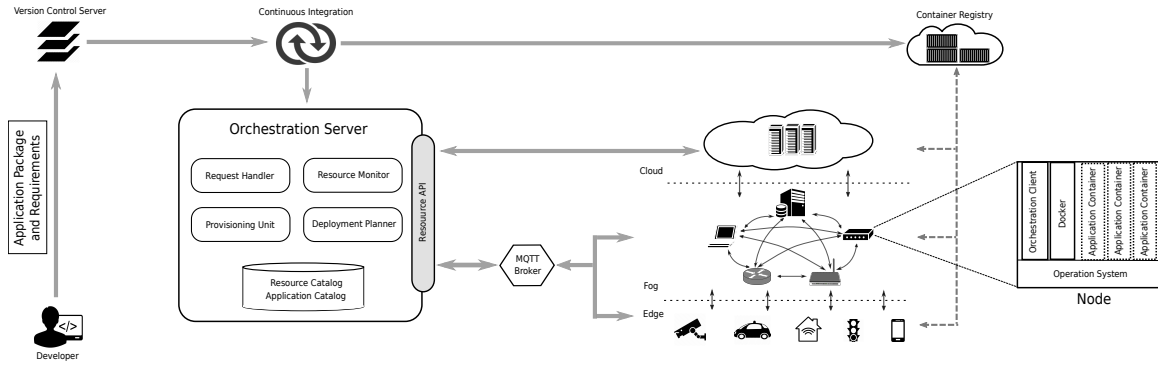 Version Control Server
Continuous Integration
Container Registry
Application Package
and Requirements
Orchestration Server
Request Handler
Resource Monitor
Provisioning Unit
Deployment Planner
Resource Catalog
Application Catalog
Resouurce API
MQTT
Broker
Cloud
Fog
Edge
Orchestration Client
Docker
Application Container
Application Container
Application Container
Operation System
Node
</>
Developer